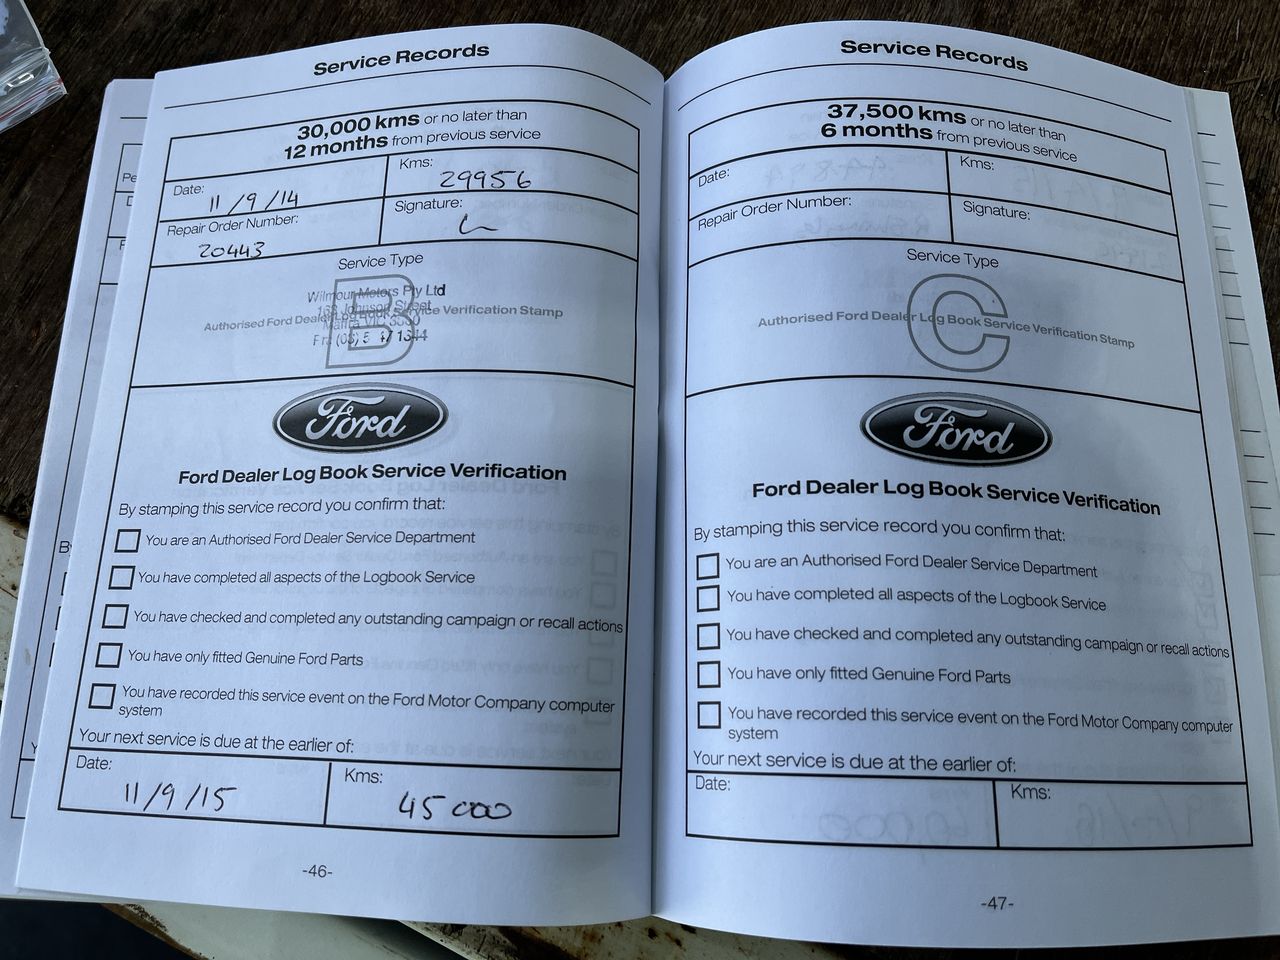 Service Records
30,000 kms or no later than
12 months from previous service
Date:
11/9/14
Kms:
29956
Repair Order Number:
20443
Signature:
Service Type
B
Wilmour Motors Pty Ltd
Johnson Street
Authorised Ford Dealer Log Book Service Verification Stamp
Maffra
Ford
Ford Dealer Log Book Service Verification
By stamping this service record you confirm that:
You are an Authorised Ford Dealer Service Department
You have completed all aspects of the Logbook Service
You have checked and completed any outstanding campaign or recall actions
You have only fitted Genuine Ford Parts
You have recorded this service event on the Ford Motor Company computer
system
Your next service is due at the earlier of:
Date:
11/9/15
Kms:
45000
-46-
Service Records
37,500 kms or no later than
6 months from previous service
Date:
Kms:
Repair Order Number:
Signature:
Service Type
C
Authorised Ford Dealer Log Book Service Verification Stamp
Ford
Ford Dealer Log Book Service Verification
By stamping this service record you confirm that:
You are an Authorised Ford Dealer Service Department
You have completed all aspects of the Logbook Service
You have checked and completed any outstanding campaign or recall actions
You have only fitted Genuine Ford Parts
You have recorded this service event on the Ford Motor Company computer
system
Your next service is due at the earlier of:
Date:
Kms:
-47-